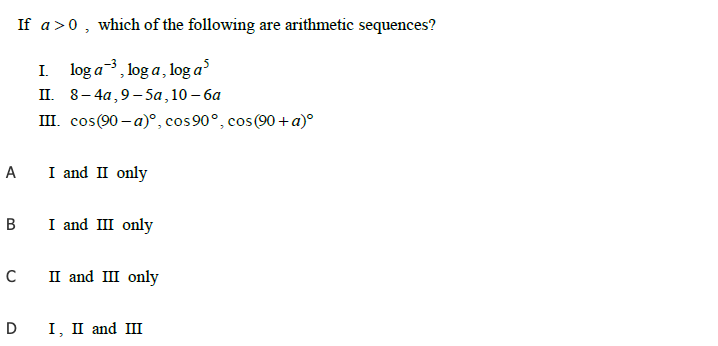 If a > 0 , which of the following are arithmetic sequences?
I. log a⁻³ , log a , log a⁵
II. 8 – 4a , 9 – 5a , 10 – 6a
III. cos(90 – a)° , cos 90° , cos(90 + a)°
A I and II only
B I and III only
C II and III only
D I , II and III